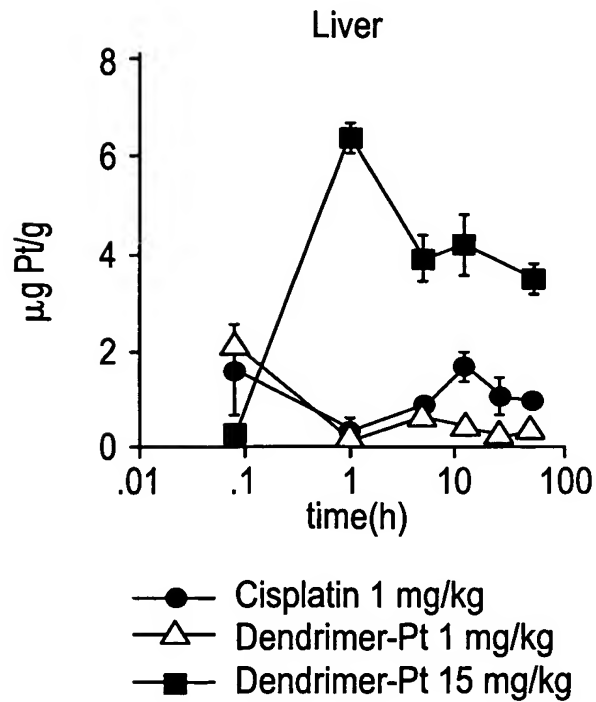 Liver
8
6
4
2
0
µg Pt/g
.01 .1 1 10 100
time(h)
Cisplatin 1 mg/kg
Dendrimer-Pt 1 mg/kg
Dendrimer-Pt 15 mg/kg